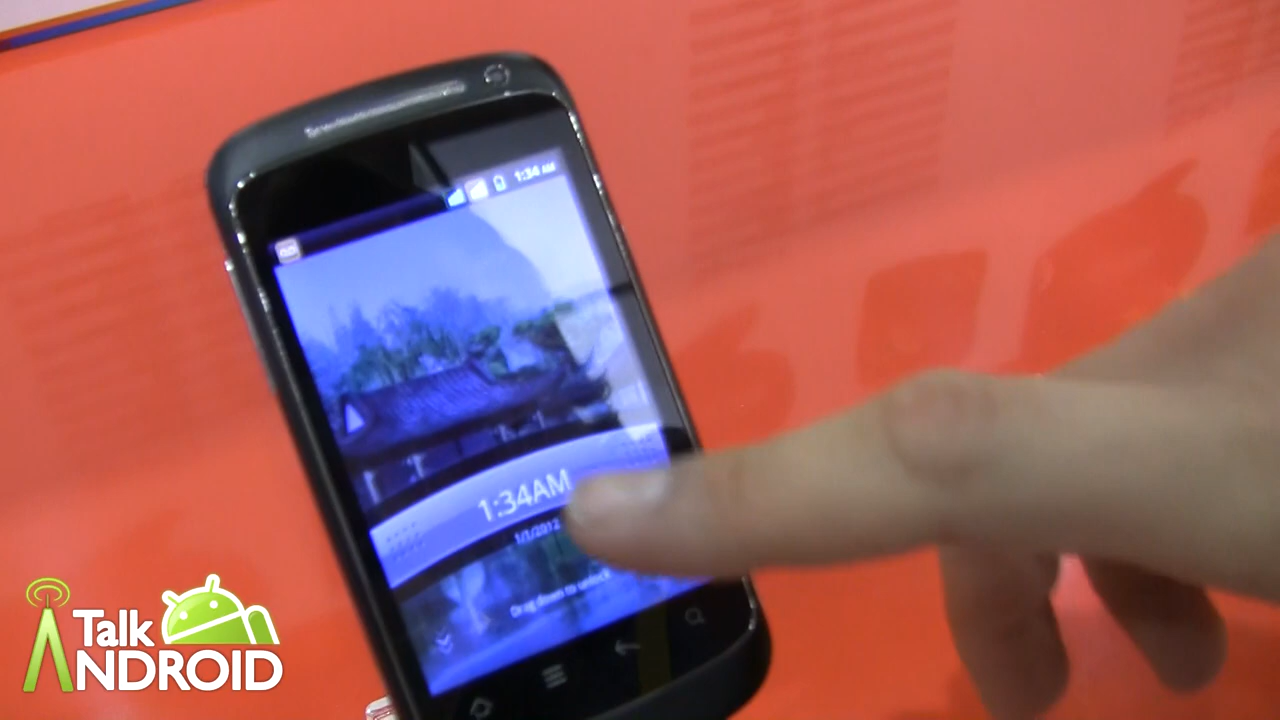 1:34 AM
1:34AM
1/1/2012
Drag down to unlock
Talk
ANDROID